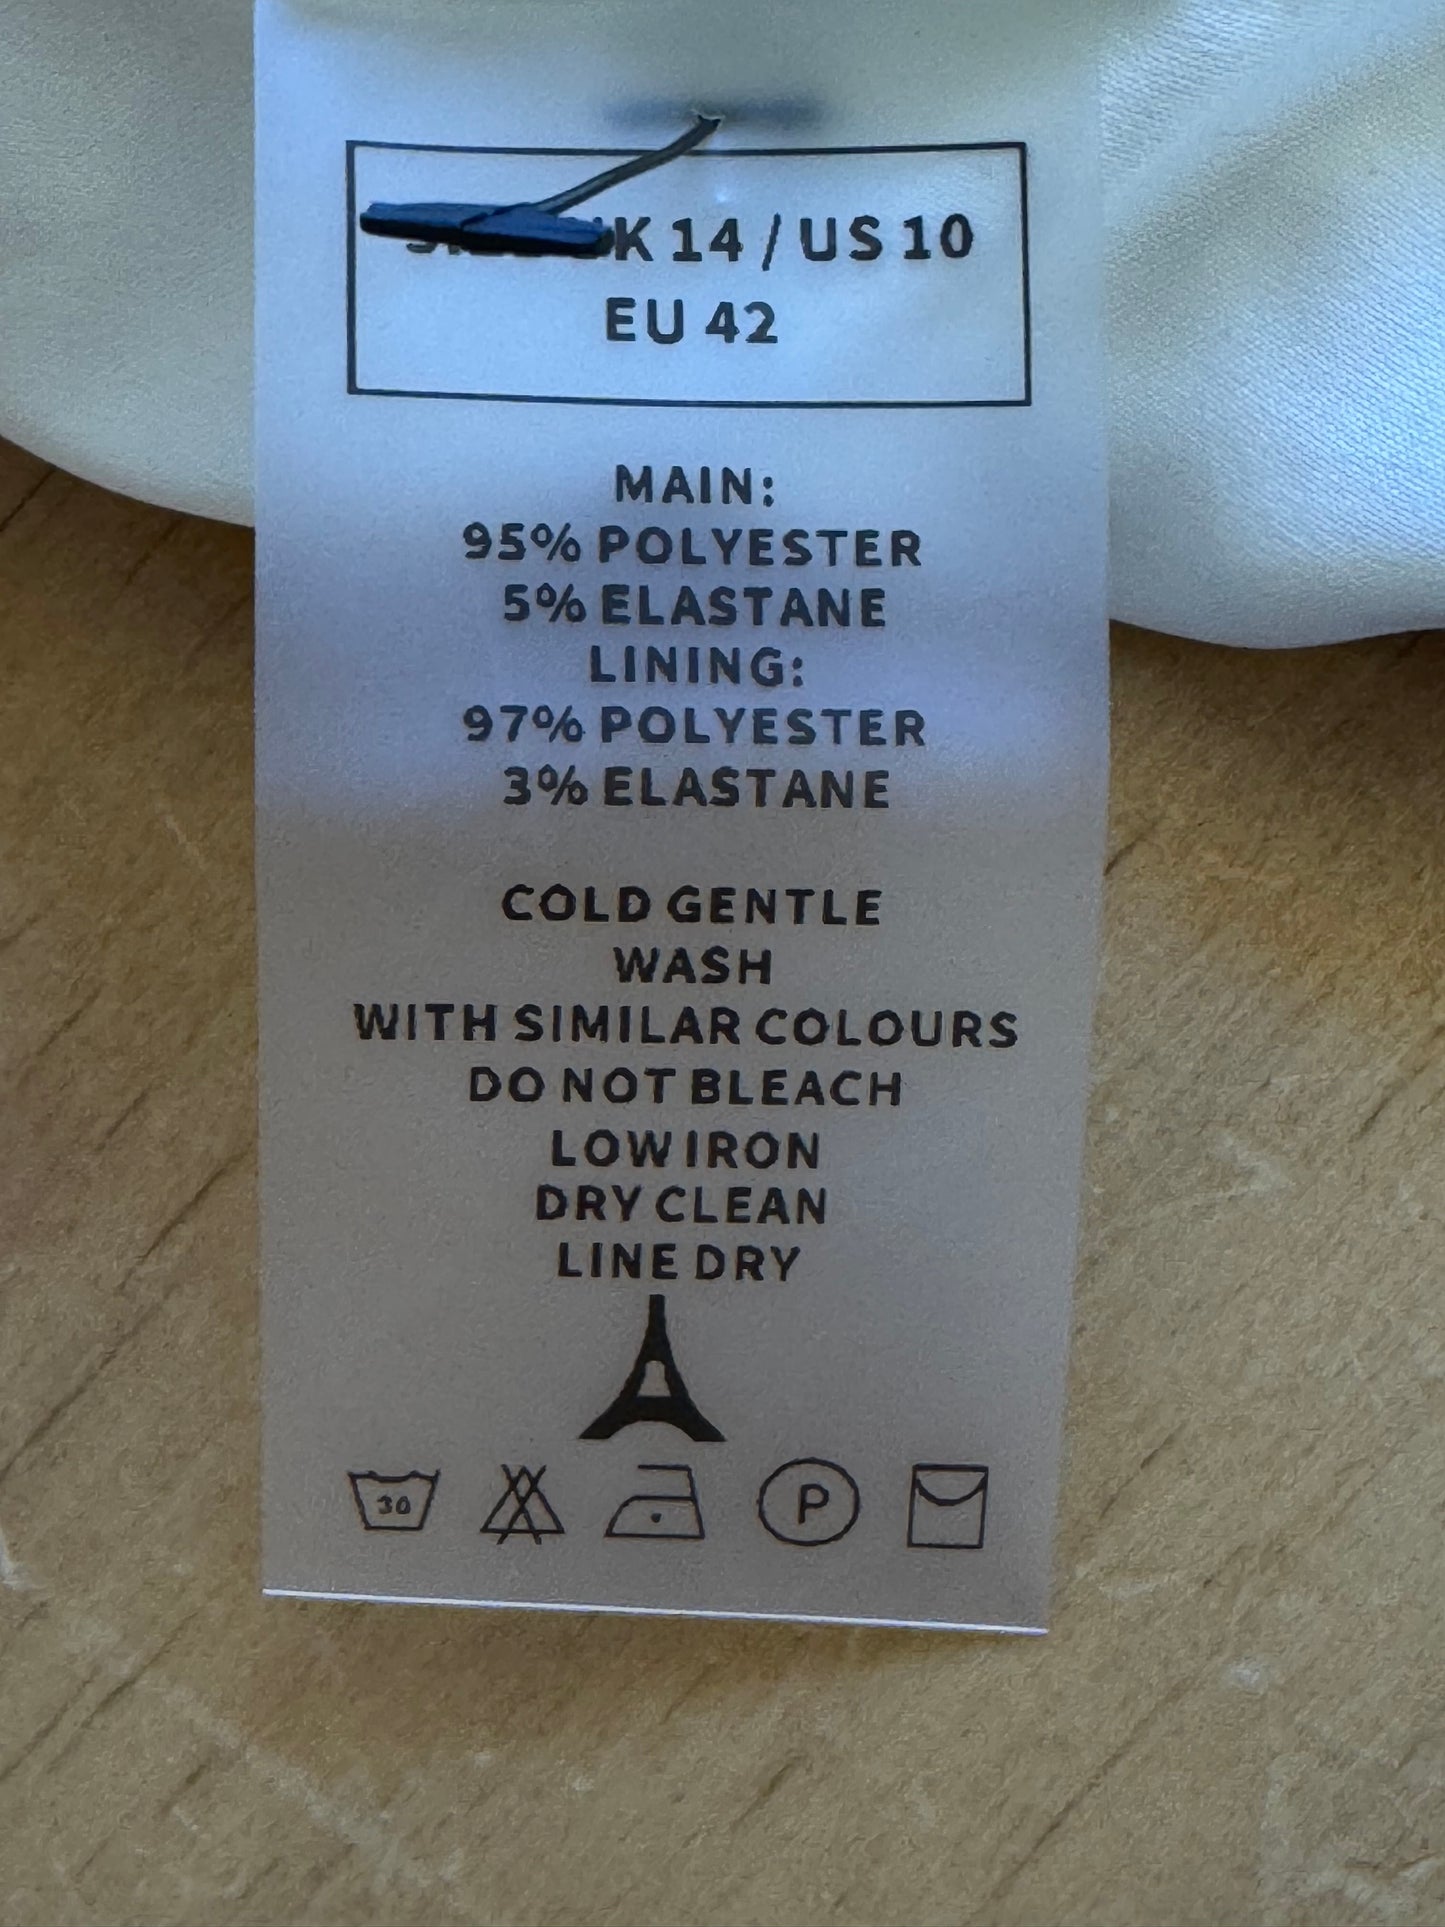 14 / US 10
EU 42
MAIN:
95% POLYESTER
5% ELASTANE
LINING:
97% POLYESTER
3% ELASTANE
COLD GENTLE
WASH
WITH SIMILAR COLOURS
DO NOT BLEACH
LOW IRON
DRY CLEAN
LINE DRY
30 P